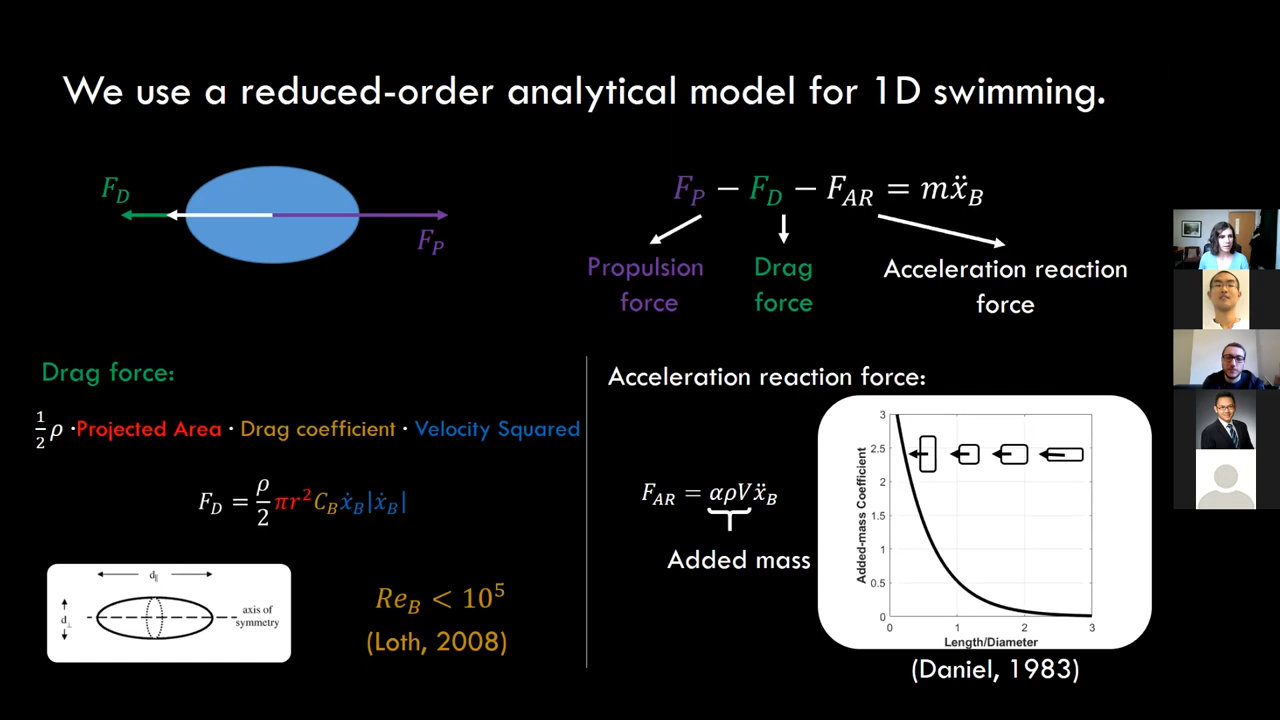 We use a reduced-order analytical model for 1D swimming.
F_D
F_P
F_P − F_D − F_AR = mẍ_B
Propulsion force
Drag force
Acceleration reaction force
Drag force:
1/2 ρ ·Projected Area · Drag coefficient · Velocity Squared
F_D = ρ/2 πr² C_B ẋ_B|ẋ_B|
d∥
d⊥
axis of symmetry
Re_B < 10⁵
(Loth, 2008)
Acceleration reaction force:
F_AR = αρVẍ_B
Added mass
Added-mass Coefficient
3
2.5
2
1.5
1
0.5
0
0 1 2 3
Length/Diameter
(Daniel, 1983)